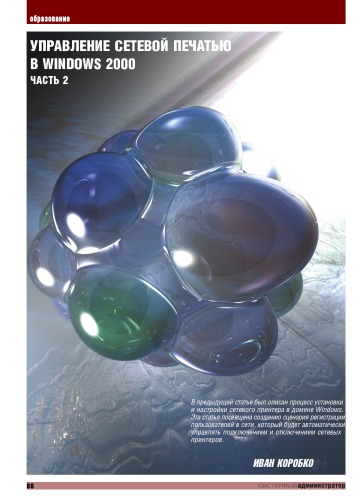 образование
УПРАВЛЕНИЕ СЕТЕВОЙ ПЕЧАТЬЮ
В WINDOWS 2000
ЧАСТЬ 2
В предыдущей статье был описан процесс установки
и настройки сетевого принтера в домене Windows.
Эта статья посвящена созданию сценария регистрации
пользователей в сети, который будет автоматически
управлять подключением и отключением сетевых
принтеров.
ИВАН КОРОБКО
88
СИСТЕМНЫЙ администратор